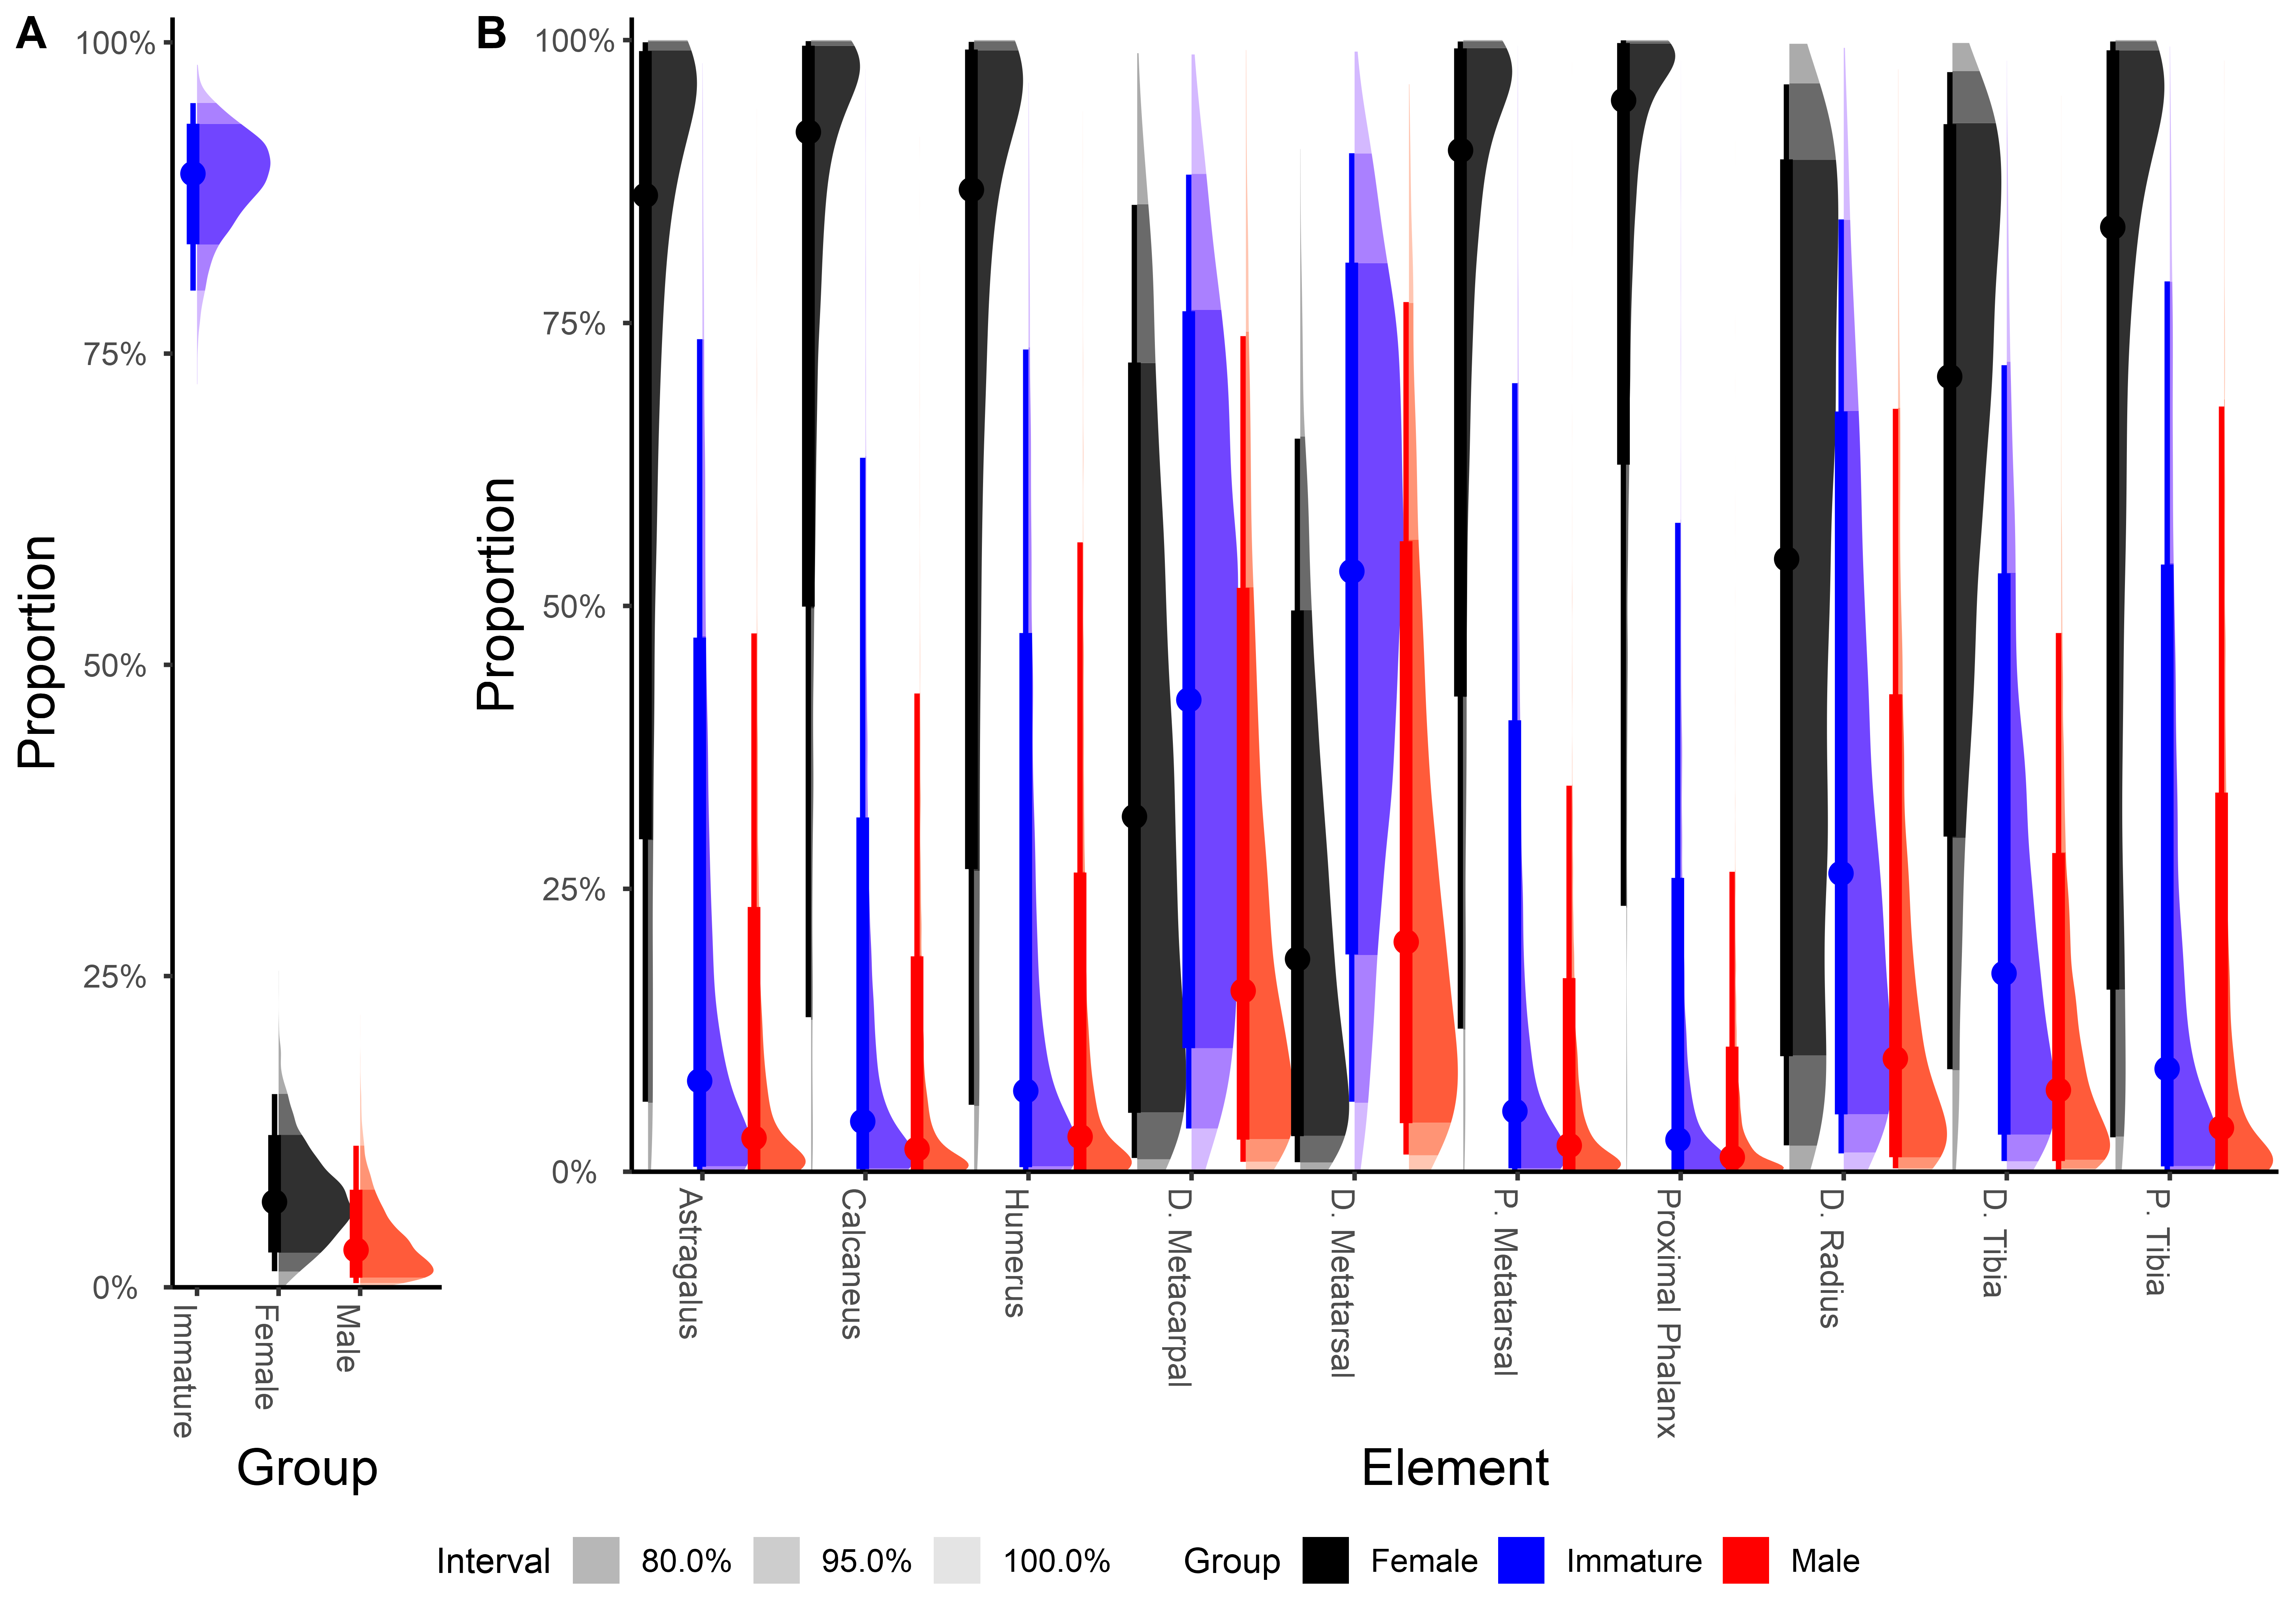 A
100%
75%
50%
25%
0%
Proportion
Immature
Female
Male
Group
B
100%
75%
50%
25%
0%
Proportion
Astragalus
Calcaneus
Humerus
D. Metacarpal
D. Metatarsal
P. Metatarsal
Proximal Phalanx
D. Radius
D. Tibia
P. Tibia
Element
Interval 80.0% 95.0% 100.0% Group Female Immature Male